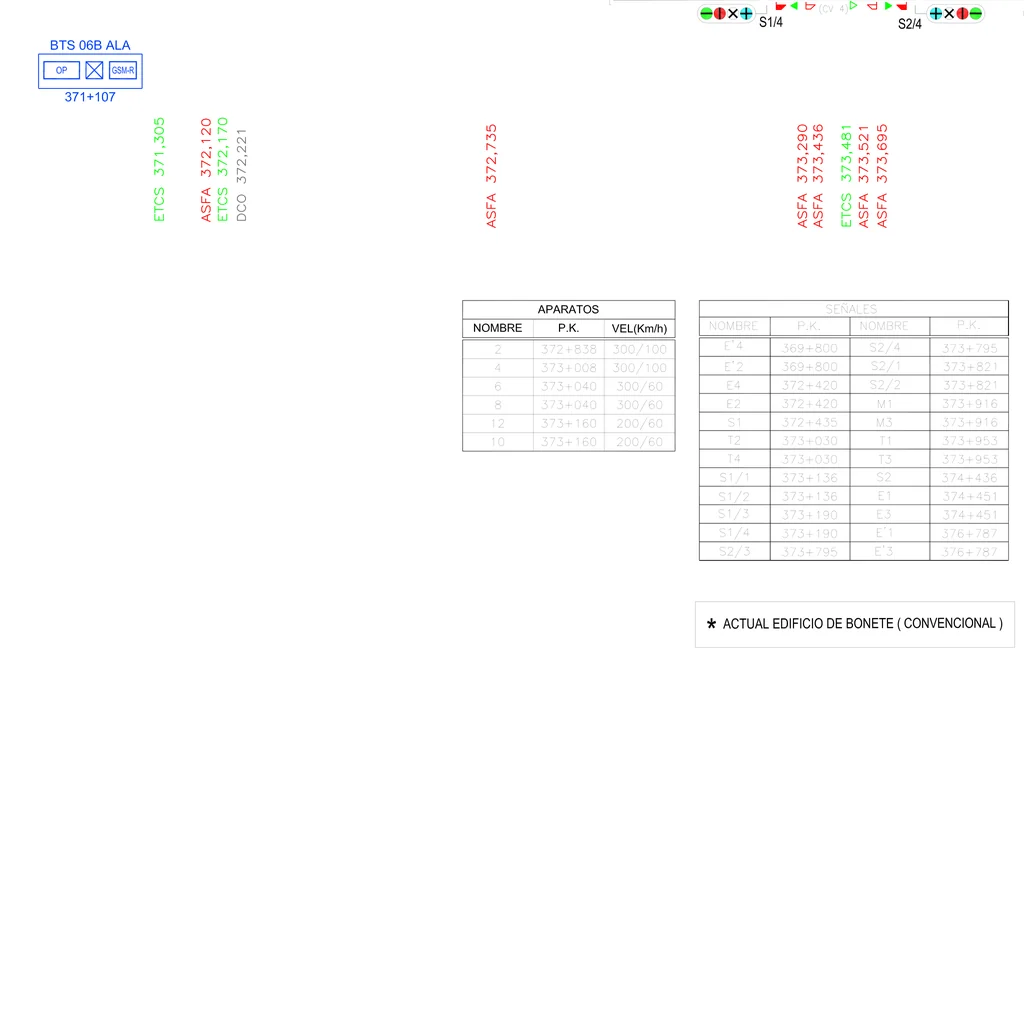 (CV 4)
S1/4
S2/4
BTS 06B ALA
OP
GSM-R
371+107
ETCS 371,305
ASFA 372,120
ETCS 372,170
DCO 372,221
ASFA 372,735
ASFA 373,290
ASFA 373,436
ETCS 373,481
ASFA 373,521
ASFA 373,695
APARATOS
NOMBRE P.K. VEL(Km/h)
2 372+838 300/100
4 373+008 300/100
6 373+040 300/60
8 373+040 300/60
12 373+160 200/60
10 373+160 200/60
SEÑALES
NOMBRE P.K. NOMBRE P.K.
E'4 369+800 S2/4 373+795
E'2 369+800 S2/1 373+821
E4 372+420 S2/2 373+821
E2 372+420 M1 373+916
S1 372+435 M3 373+916
T2 373+030 T1 373+953
T4 373+030 T3 373+953
S1/1 373+136 S2 374+436
S1/2 373+136 E1 374+451
S1/3 373+190 E3 374+451
S1/4 373+190 E'1 376+787
S2/3 373+795 E'3 376+787
* ACTUAL EDIFICIO DE BONETE ( CONVENCIONAL )